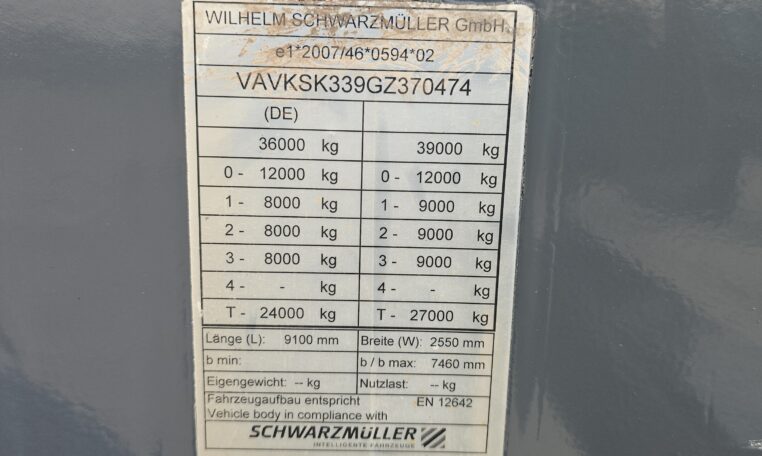 WILHELM SCHWARZMÜLLER GmbH
e1*2007/46*0594*02
VAVKSK339GZ370474
(DE)
36000 kg 39000 kg
0 - 12000 kg 0 - 12000 kg
1 - 8000 kg 1 - 9000 kg
2 - 8000 kg 2 - 9000 kg
3 - 8000 kg 3 - 9000 kg
4 - - kg 4 - - kg
T - 24000 kg T - 27000 kg
Länge (L): 9100 mm Breite (W): 2550 mm
b min: b / b max: 7460 mm
Eigengewicht: -- kg Nutzlast: -- kg
Fahrzeugaufbau entspricht EN 12642
Vehicle body in compliance with
SCHWARZMÜLLER
INTELLIGENTE FAHRZEUGE